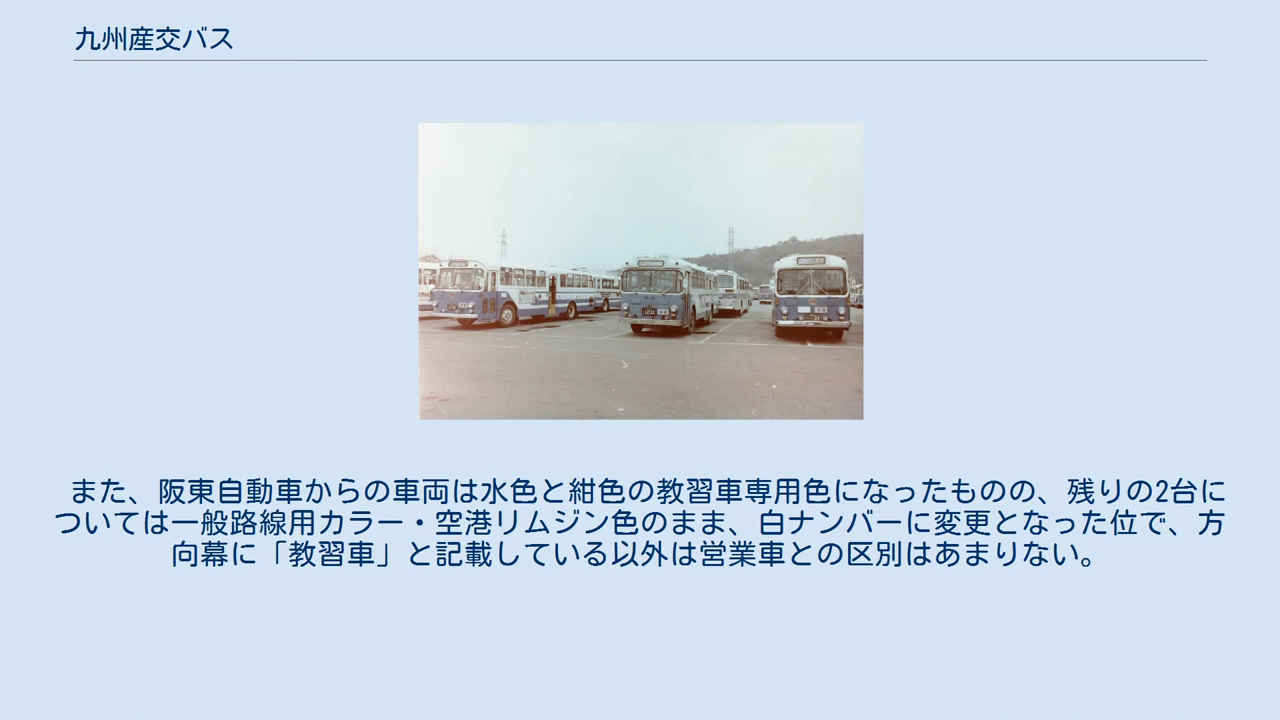 九州産交バス
また、阪東自動車からの車両は水色と紺色の教習車専用色になったものの、残りの2台に
ついては一般路線用カラー・空港リムジン色のまま、白ナンバーに変更となった位で、方
向幕に「教習車」と記載している以外は営業車との区別はあまりない。